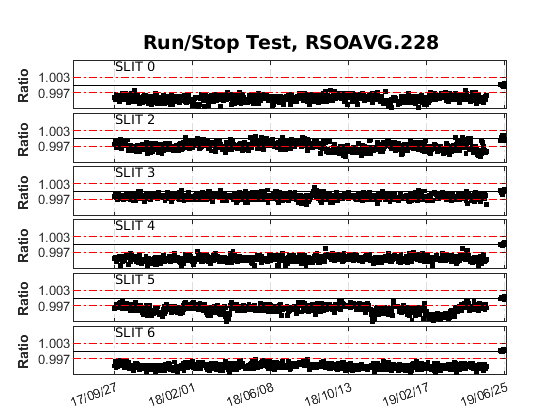 Run/Stop Test, RSOAVG.228
SLIT 0
Ratio
1.003
0.997
SLIT 2
Ratio
1.003
0.997
SLIT 3
Ratio
1.003
0.997
SLIT 4
Ratio
1.003
0.997
SLIT 5
Ratio
1.003
0.997
SLIT 6
Ratio
1.003
0.997
17/09/27 18/02/01 18/06/08 18/10/13 19/02/17 19/06/25